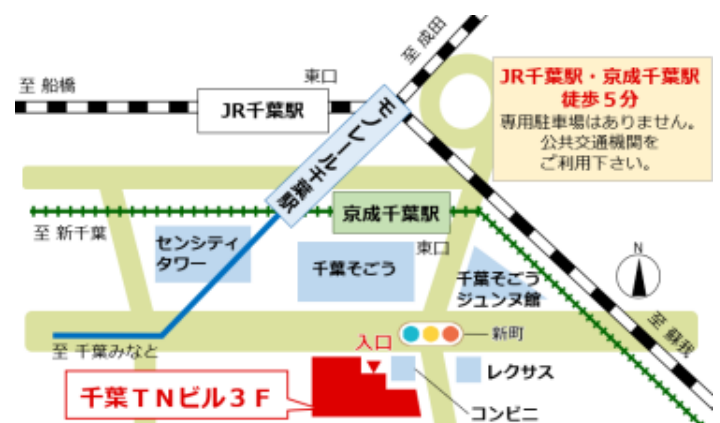 至 成田
至 船橋
東口
JR千葉駅
モノレール千葉駅
JR千葉駅・京成千葉駅
徒歩５分
専用駐車場はありません。
公共交通機関を
ご利用下さい。
京成千葉駅
至 新千葉
センシティ
タワー
千葉そごう
東口
千葉そごう
ジュンヌ館
N
至 蘇我
新町
至 千葉みなと
入口
レクサス
千葉ＴＮビル３Ｆ
コンビニ